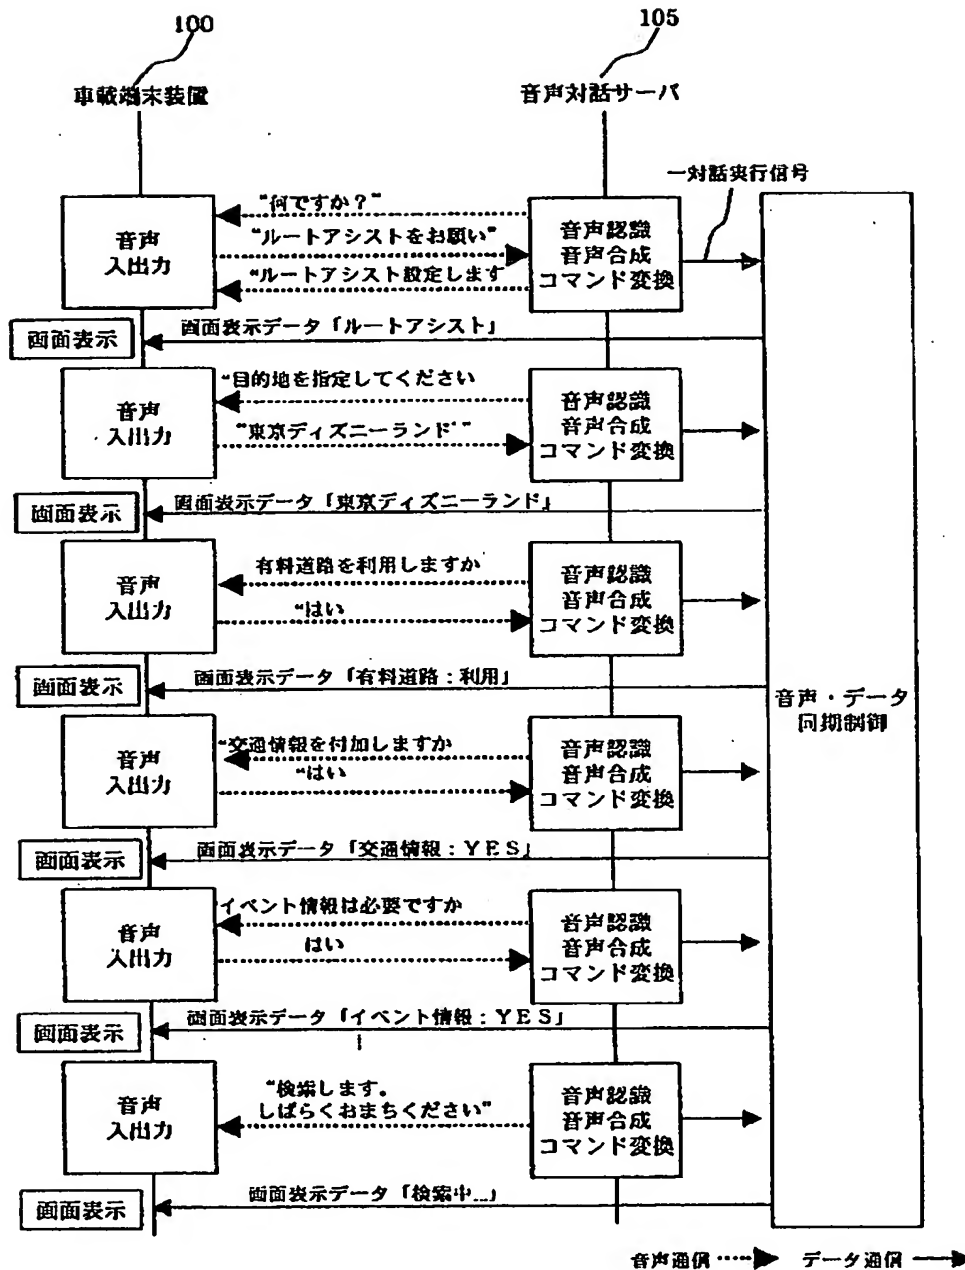 100
105
車載端末装置
音声対話サーバ
一対話実行信号
音声
入出力
“何ですか？”
“ルートアシストをお願い”
“ルートアシスト設定します
音声認識
音声合成
コマンド変換
画面表示
画面表示データ「ルートアシスト」
音声
入出力
“目的地を指定してください
“東京ディズニーランド”
音声認識
音声合成
コマンド変換
画面表示
画面表示データ「東京ディズニーランド」
音声
入出力
有料道路を利用しますか
“はい
音声認識
音声合成
コマンド変換
画面表示
画面表示データ「有料道路：利用」
音声・データ
同期制御
音声
入出力
“交通情報を付加しますか
“はい
音声認識
音声合成
コマンド変換
画面表示
画面表示データ「交通情報：ＹＥＳ」
音声
入出力
イベント情報は必要ですか
はい
音声認識
音声合成
コマンド変換
画面表示
画面表示データ「イベント情報：ＹＥＳ」
音声
入出力
“検索します。
しばらくおまちください”
音声認識
音声合成
コマンド変換
画面表示
画面表示データ「検索中...」
音声通信
データ通信